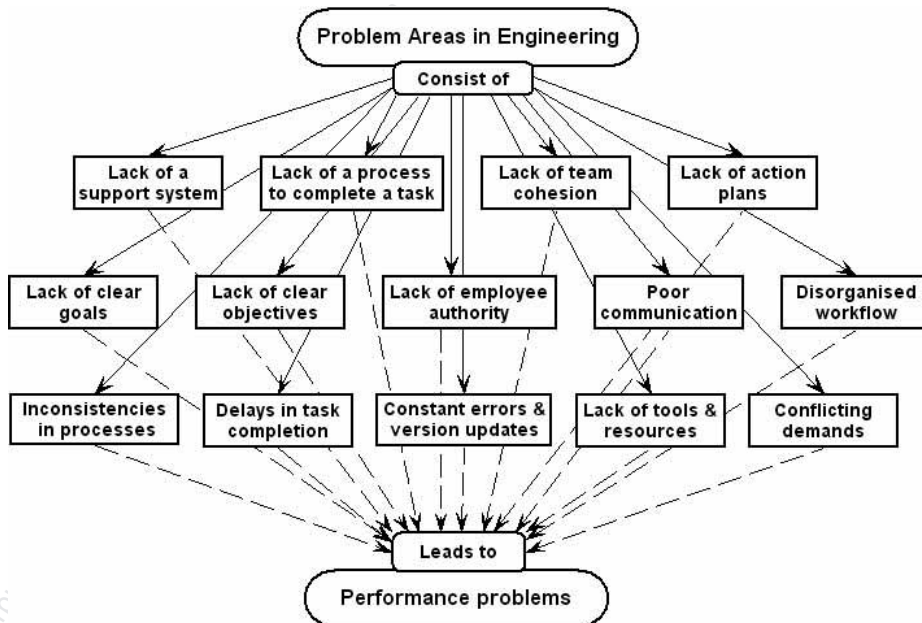 Problem Areas in Engineering
Consist of
Lack of a
support system
Lack of a process
to complete a task
Lack of team
cohesion
Lack of action
plans
Lack of clear
goals
Lack of clear
objectives
Lack of employee
authority
Poor
communication
Disorganised
workflow
Inconsistencies
in processes
Delays in task
completion
Constant errors &
version updates
Lack of tools &
resources
Conflicting
demands
Leads to
Performance problems